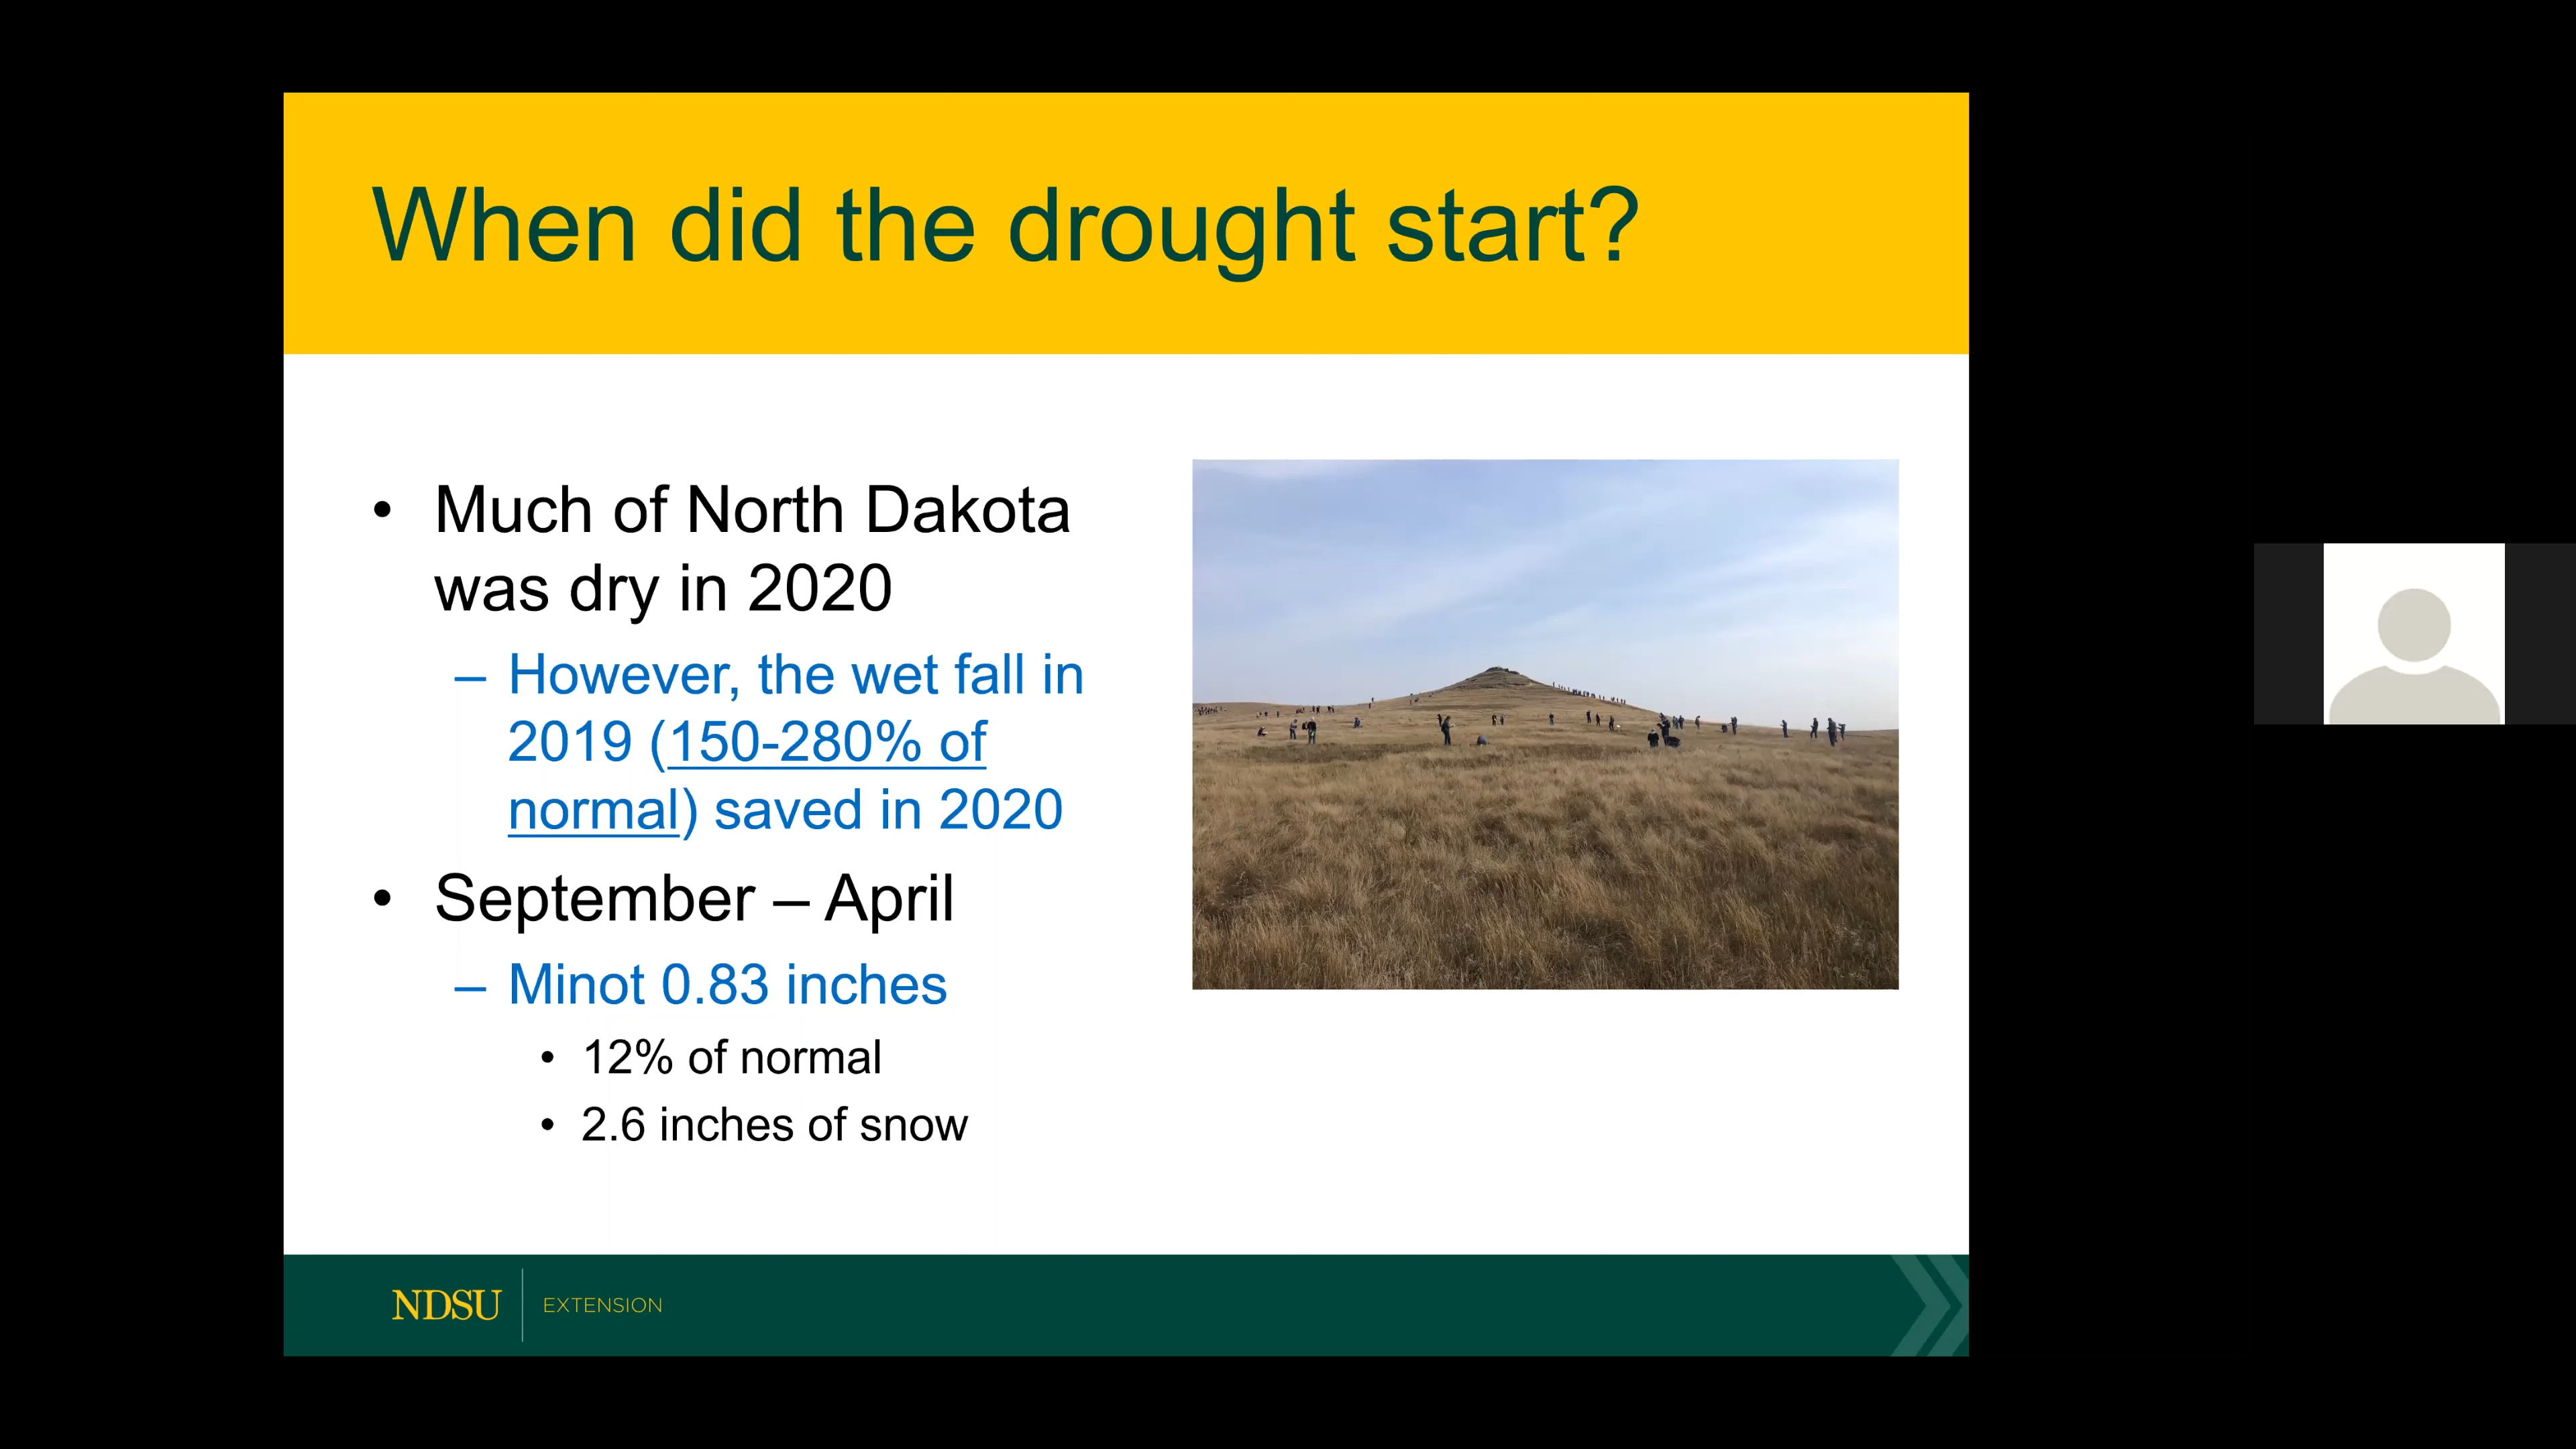 When did the drought start?
• Much of North Dakota
was dry in 2020
– However, the wet fall in
2019 (150-280% of
normal) saved in 2020
• September – April
– Minot 0.83 inches
• 12% of normal
• 2.6 inches of snow
NDSU EXTENSION